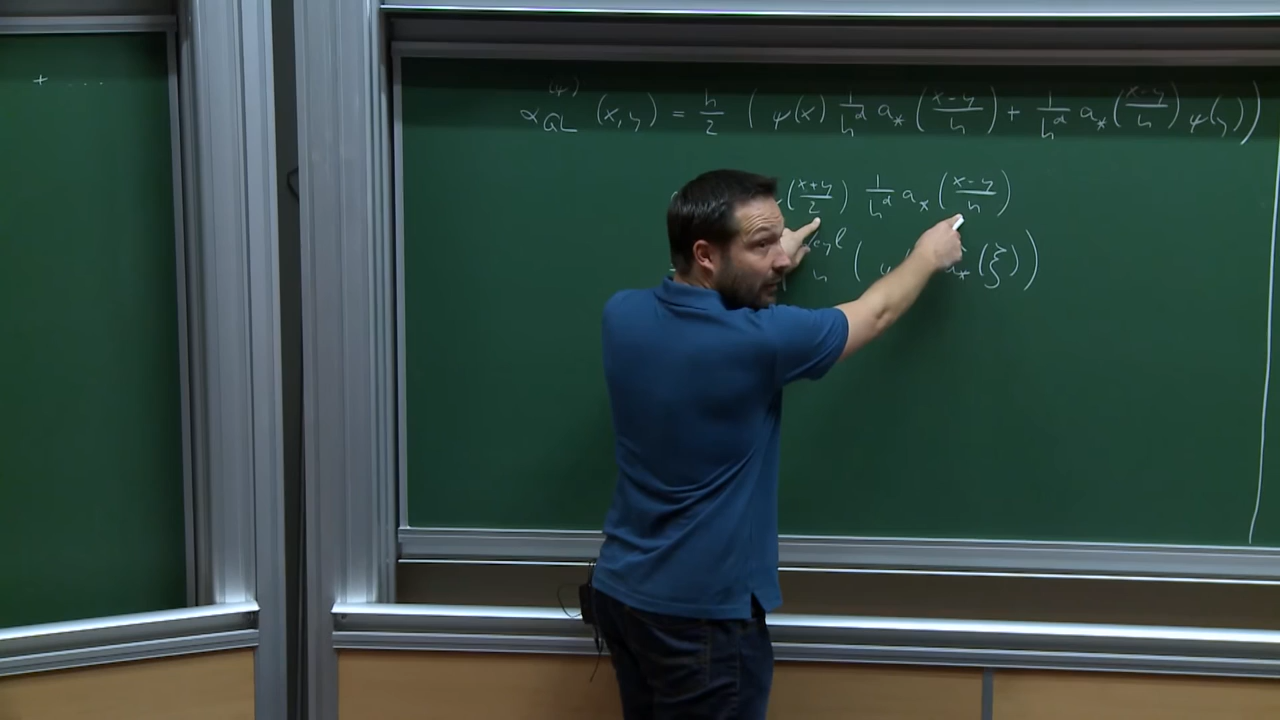 + ....
α_GL^(ψ) (x,y) = h/2 ( ψ(x) 1/h^d a_* ((x-y)/h) + 1/h^d a_* ((x-y)/h) ψ(y) )
((x+y)/2) 1/h^d a_* ((x-y)/h)
h ( _* (ξ) )